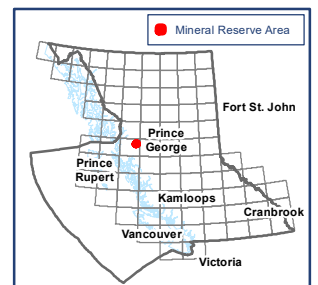 Mineral Reserve Area
Fort St. John
Prince
George
Prince
Rupert
Kamloops
Cranbrook
Vancouver
Victoria